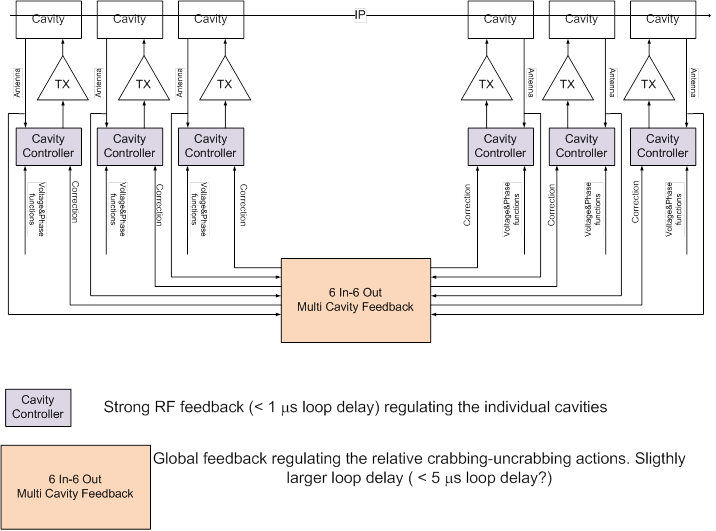 Cavity
Cavity
Cavity
IP
Cavity
Cavity
Cavity
Antenna
TX
Antenna
TX
Antenna
TX
TX
Antenna
TX
Antenna
TX
Antenna
Cavity
Controller
Cavity
Controller
Cavity
Controller
Cavity
Controller
Cavity
Controller
Cavity
Controller
Voltage&Phase
functions
Correction
Voltage&Phase
functions
Correction
Voltage&Phase
functions
Correction
Correction
Voltage&Phase
functions
Correction
Voltage&Phase
functions
Correction
Voltage&Phase
functions
6 In-6 Out
Multi Cavity Feedback
Cavity
Controller
Strong RF feedback (< 1 μs loop delay) regulating the individual cavities
6 In-6 Out
Multi Cavity Feedback
Global feedback regulating the relative crabbing-uncrabbing actions. Sligthly
larger loop delay ( < 5 μs loop delay?)